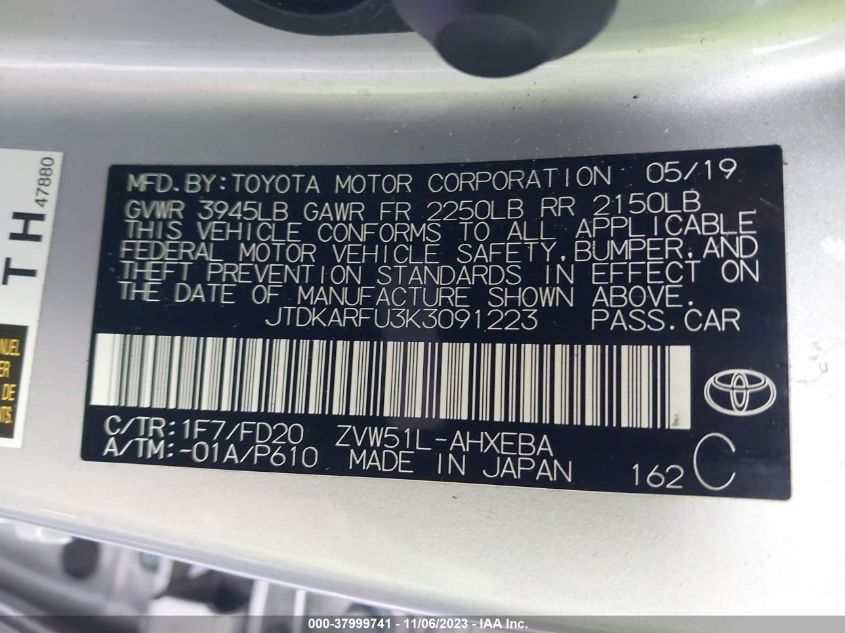 47880
TH
MFD.BY:TOYOTA MOTOR CORPORATION 05/19
GVWR 3945LB GAWR FR 2250LB RR 2150LB
THIS VEHICLE CONFORMS TO ALL APPLICABLE
FEDERAL MOTOR VEHICLE SAFETY,BUMPER,AND
THEFT PREVENTION STANDARDS IN EFFECT ON
THE DATE OF MANUFACTURE SHOWN ABOVE.
JTDKARFU3K3091223 PASS.CAR
C/TR:1F7/FD20 ZVW51L-AHXEBA
A/TM:-01A/P610 MADE IN JAPAN
162 C
DE
000-37999741 - 11/06/2023 - IAA Inc.